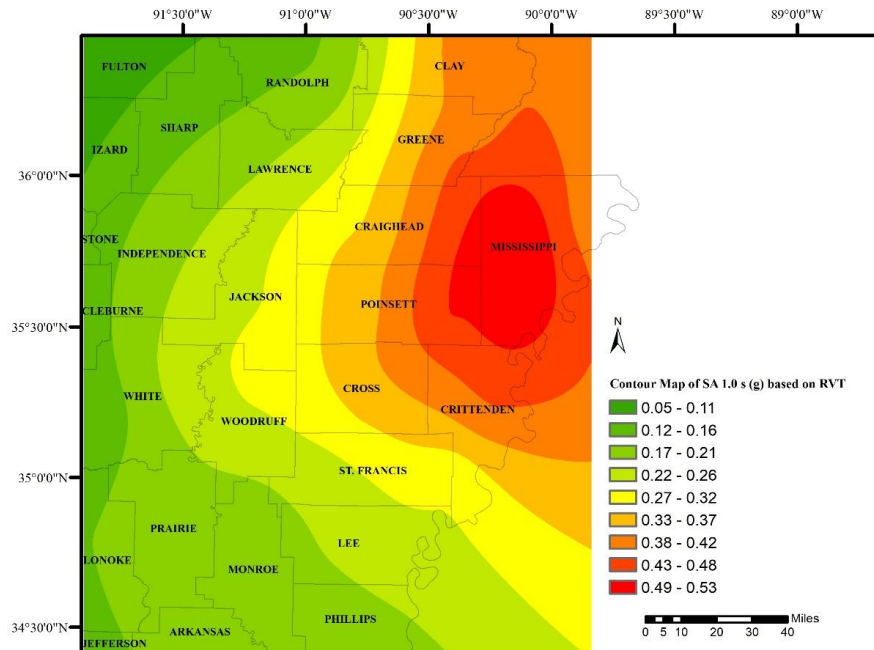 91°30'0"W 91°0'0"W 90°30'0"W 90°0'0"W 89°30'0"W 89°0'0"W
FULTON
CLAY
RANDOLPH
SHARP
GREENE
IZARD
LAWRENCE
36°0'0"N
CRAIGHEAD
STONE
MISSISSIPPI
INDEPENDENCE
JACKSON
POINSETT
CLEBURNE
35°30'0"N
N
Contour Map of SA 1.0 s (g) based on RVT
0.05 - 0.11
0.12 - 0.16
0.17 - 0.21
0.22 - 0.26
0.27 - 0.32
0.33 - 0.37
0.38 - 0.42
0.43 - 0.48
0.49 - 0.53
CROSS
WHITE
CRITTENDEN
WOODRUFF
35°0'0"N
ST. FRANCIS
PRAIRIE
LEE
LONOKE
MONROE
PHILLIPS
34°30'0"N
ARKANSAS
JEFFERSON
Miles
0 5 10 20 30 40